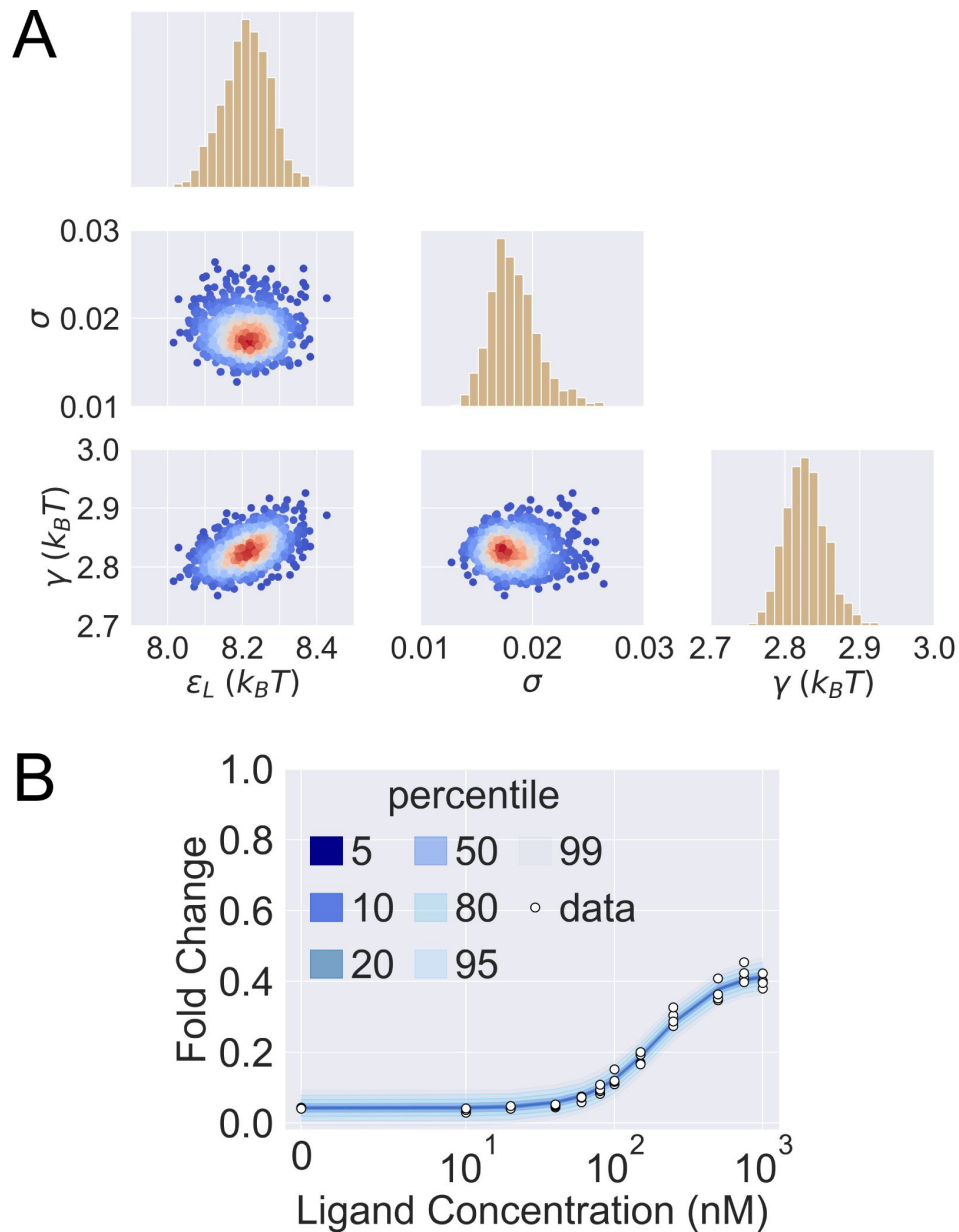 A
0.03
σ 0.02
0.01
3.0
2.9
γ (k_BT) 2.8
2.7
8.0 8.2 8.4 0.01 0.02 0.03 2.7 2.8 2.9 3.0
ε_L (k_BT) σ γ (k_BT)
B
1.0
percentile
0.8
5 50 99
0.6
10 80 data
20 95
0.4
Fold Change
0.2
0.0
0 10^1 10^2 10^3
Ligand Concentration (nM)